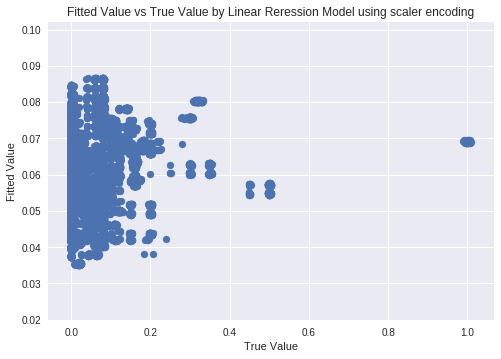 Fitted Value vs True Value by Linear Reression Model using scaler encoding
0.10
0.09
0.08
0.07
0.06
0.05
0.04
0.03
0.02
Fitted Value
0.0 0.2 0.4 0.6 0.8 1.0
True Value